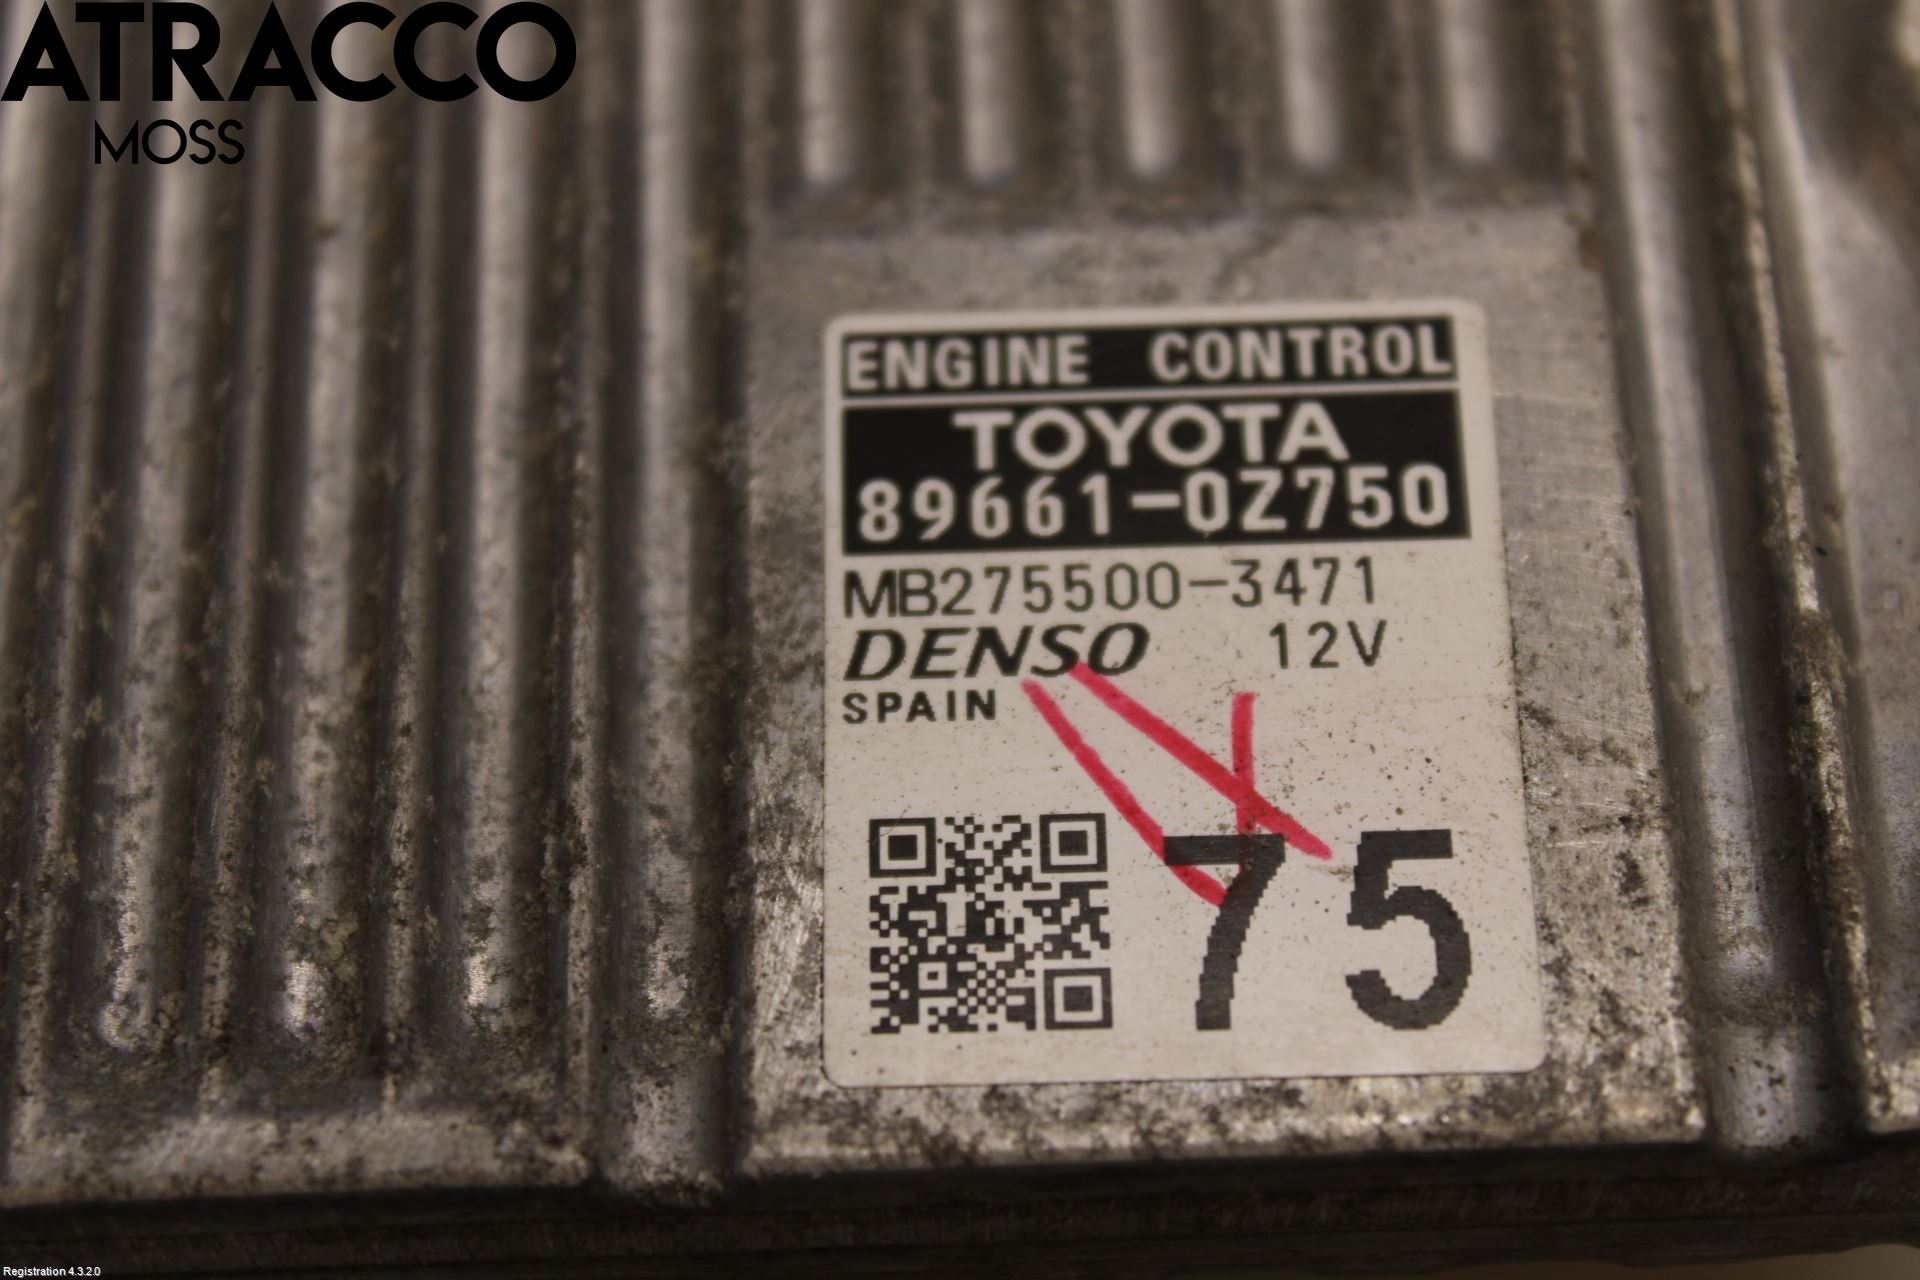 ATRACCO
MOSS
ENGINE CONTROL
TOYOTA
89661-0Z750
MB275500-3471
DENSO 12V
SPAIN
75
Registration 4.3.2.0